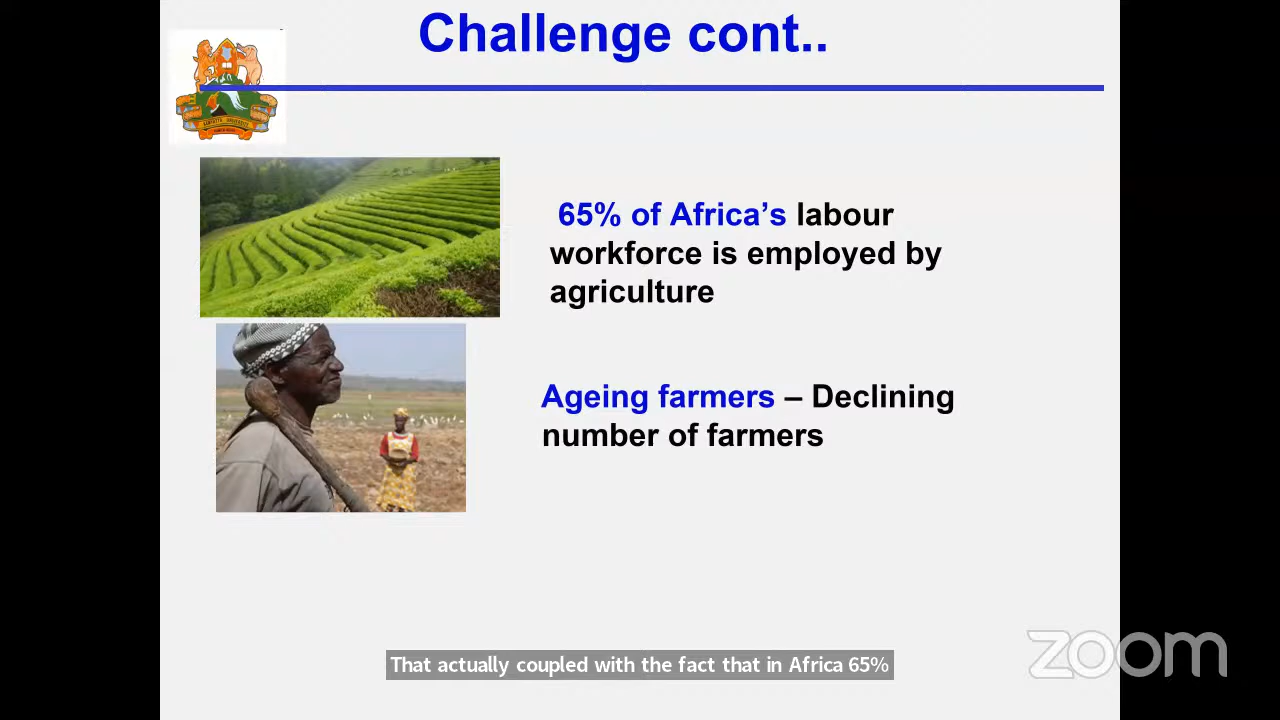 Challenge cont..
65% of Africa’s labour
workforce is employed by
agriculture
Ageing farmers – Declining
number of farmers
That actually coupled with the fact that in Africa 65%
zoom